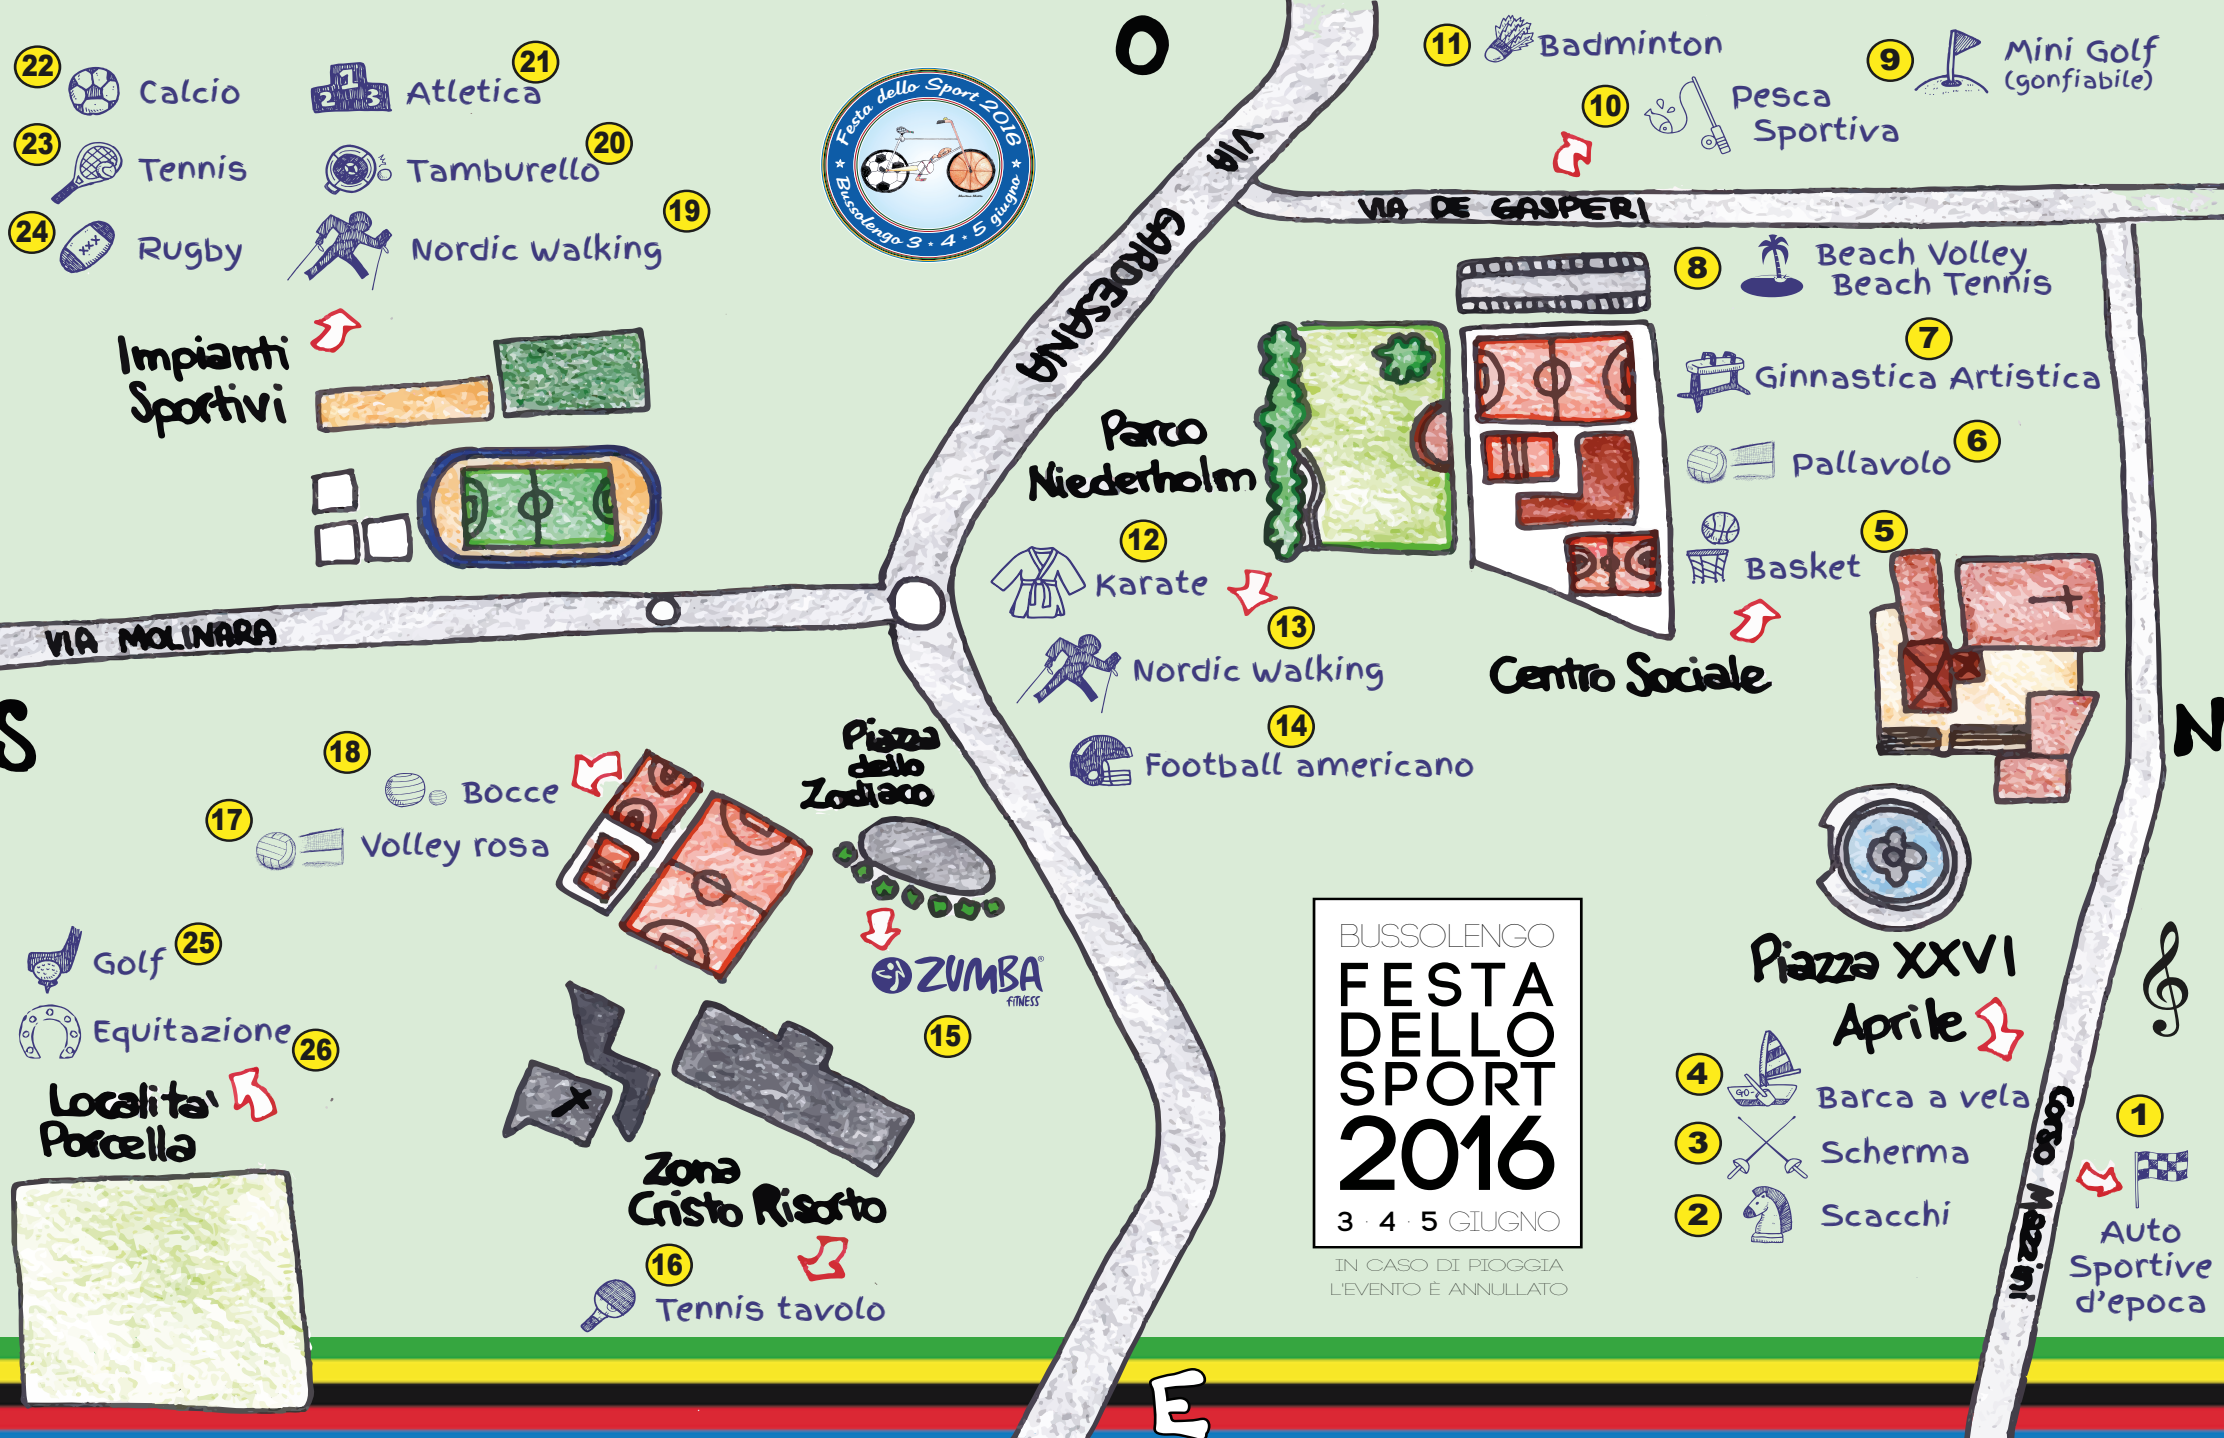 O
22
Calcio
21
Atletica
23
Tennis
20
Tamburello
24
Rugby
19
Nordic Walking
1
2
3
Impianti
Sportivi
Festa dello Sport 2016
Bussolengo 3 * 4 * 5 giugno
VIA GARDESANA
11
Badminton
9
Mini Golf
(gonfiabile)
10
Pesca
Sportiva
VIA DE GASPERI
8
Beach Volley
Beach Tennis
7
Ginnastica Artistica
6
Pallavolo
5
Basket
Centro Sociale
Parco
Niederholm
12
Karate
13
Nordic Walking
14
Football americano
VIA MOLINARA
S
N
18
Bocce
17
Volley rosa
Piazza
dello
Zodiaco
ZUMBA®
FITNESS
15
25
Golf
Equitazione
26
Localita'
Porcella
Zona
Cristo Risorto
16
Tennis tavolo
BUSSOLENGO
FESTA
DELLO
SPORT
2016
3 · 4 · 5 GIUGNO
IN CASO DI PIOGGIA
L'EVENTO È ANNULLATO
Piazza XXVI
Aprile
4
Barca a vela
3
Scherma
2
Scacchi
Corso Mazzini
1
Auto
Sportive
d'epoca
E